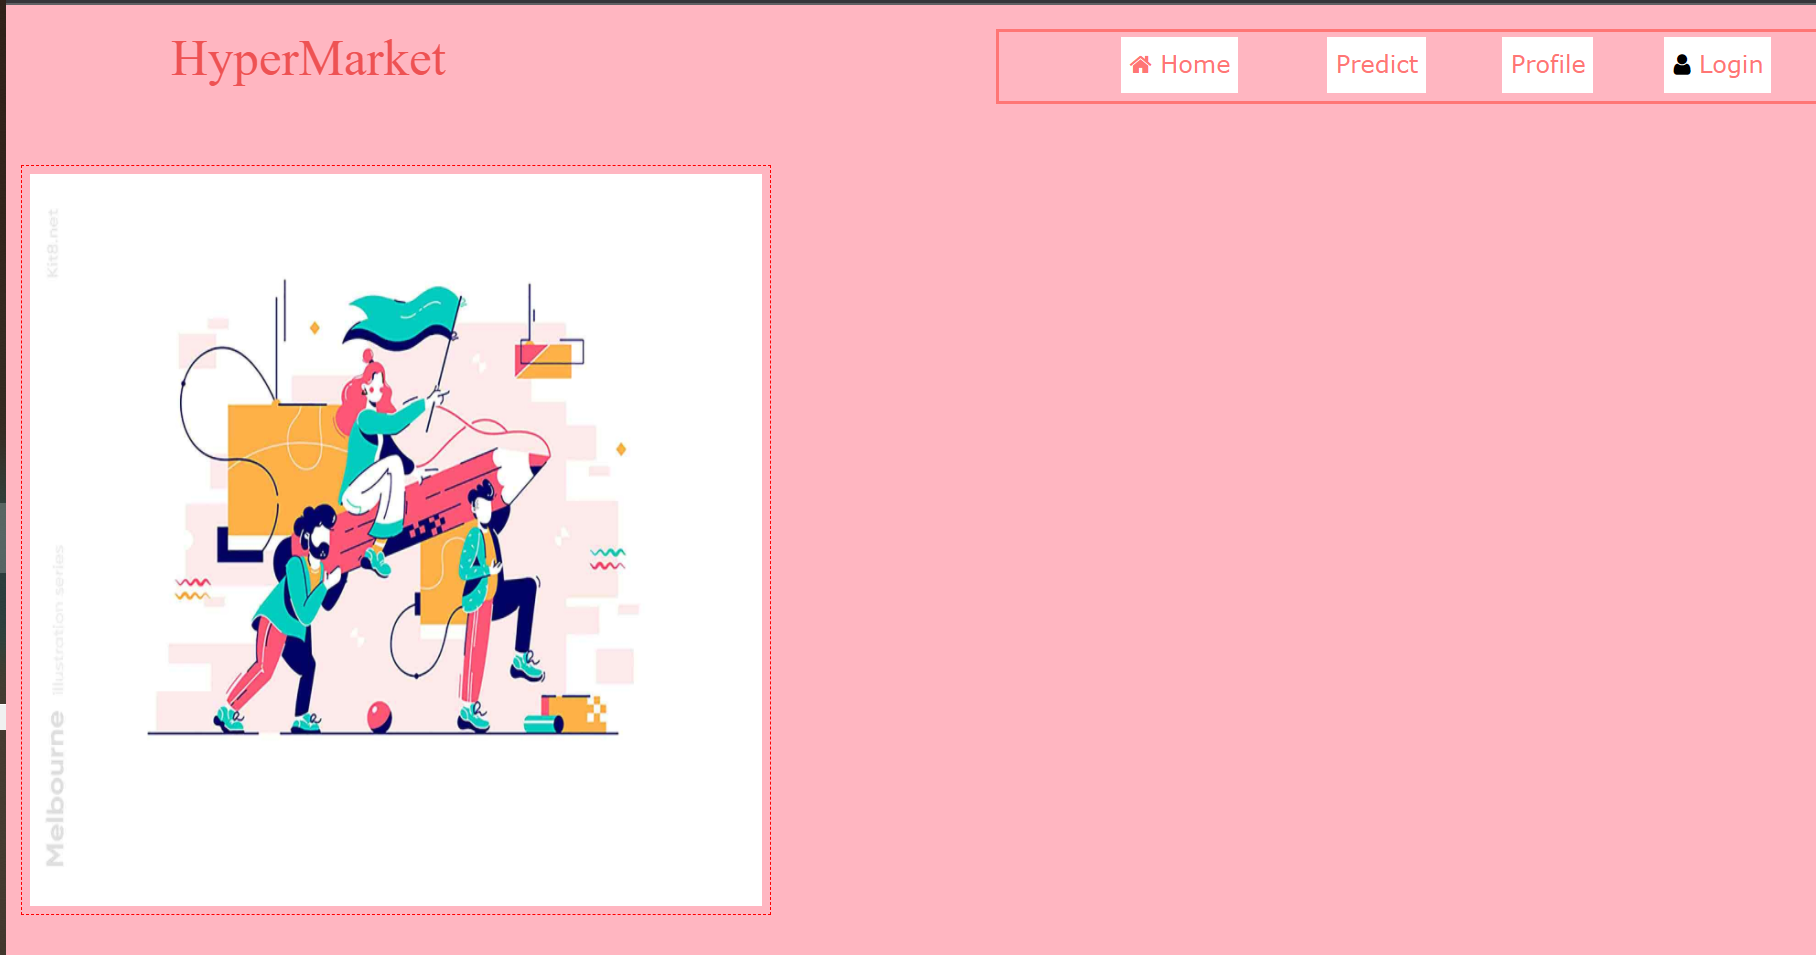 HyperMarket
Home
Predict
Profile
Login
Kit8.net
Melbourne illustration series